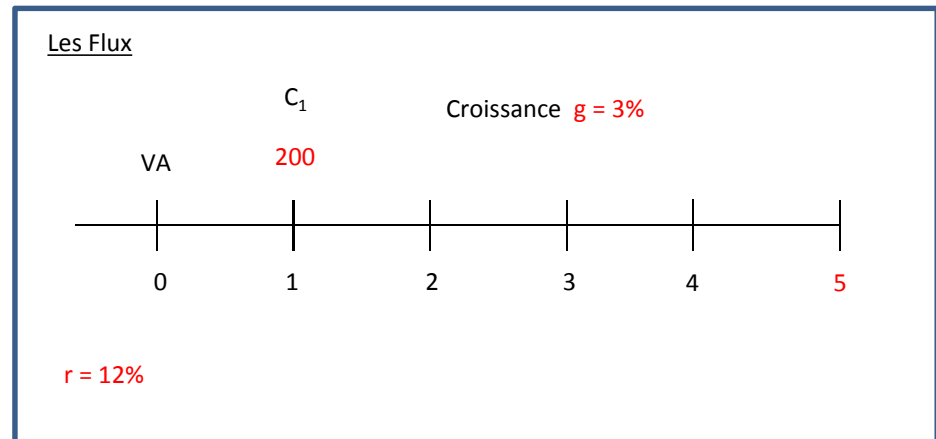 Les Flux
C₁
Croissance g = 3%
VA
200
0 1 2 3 4 5
r = 12%